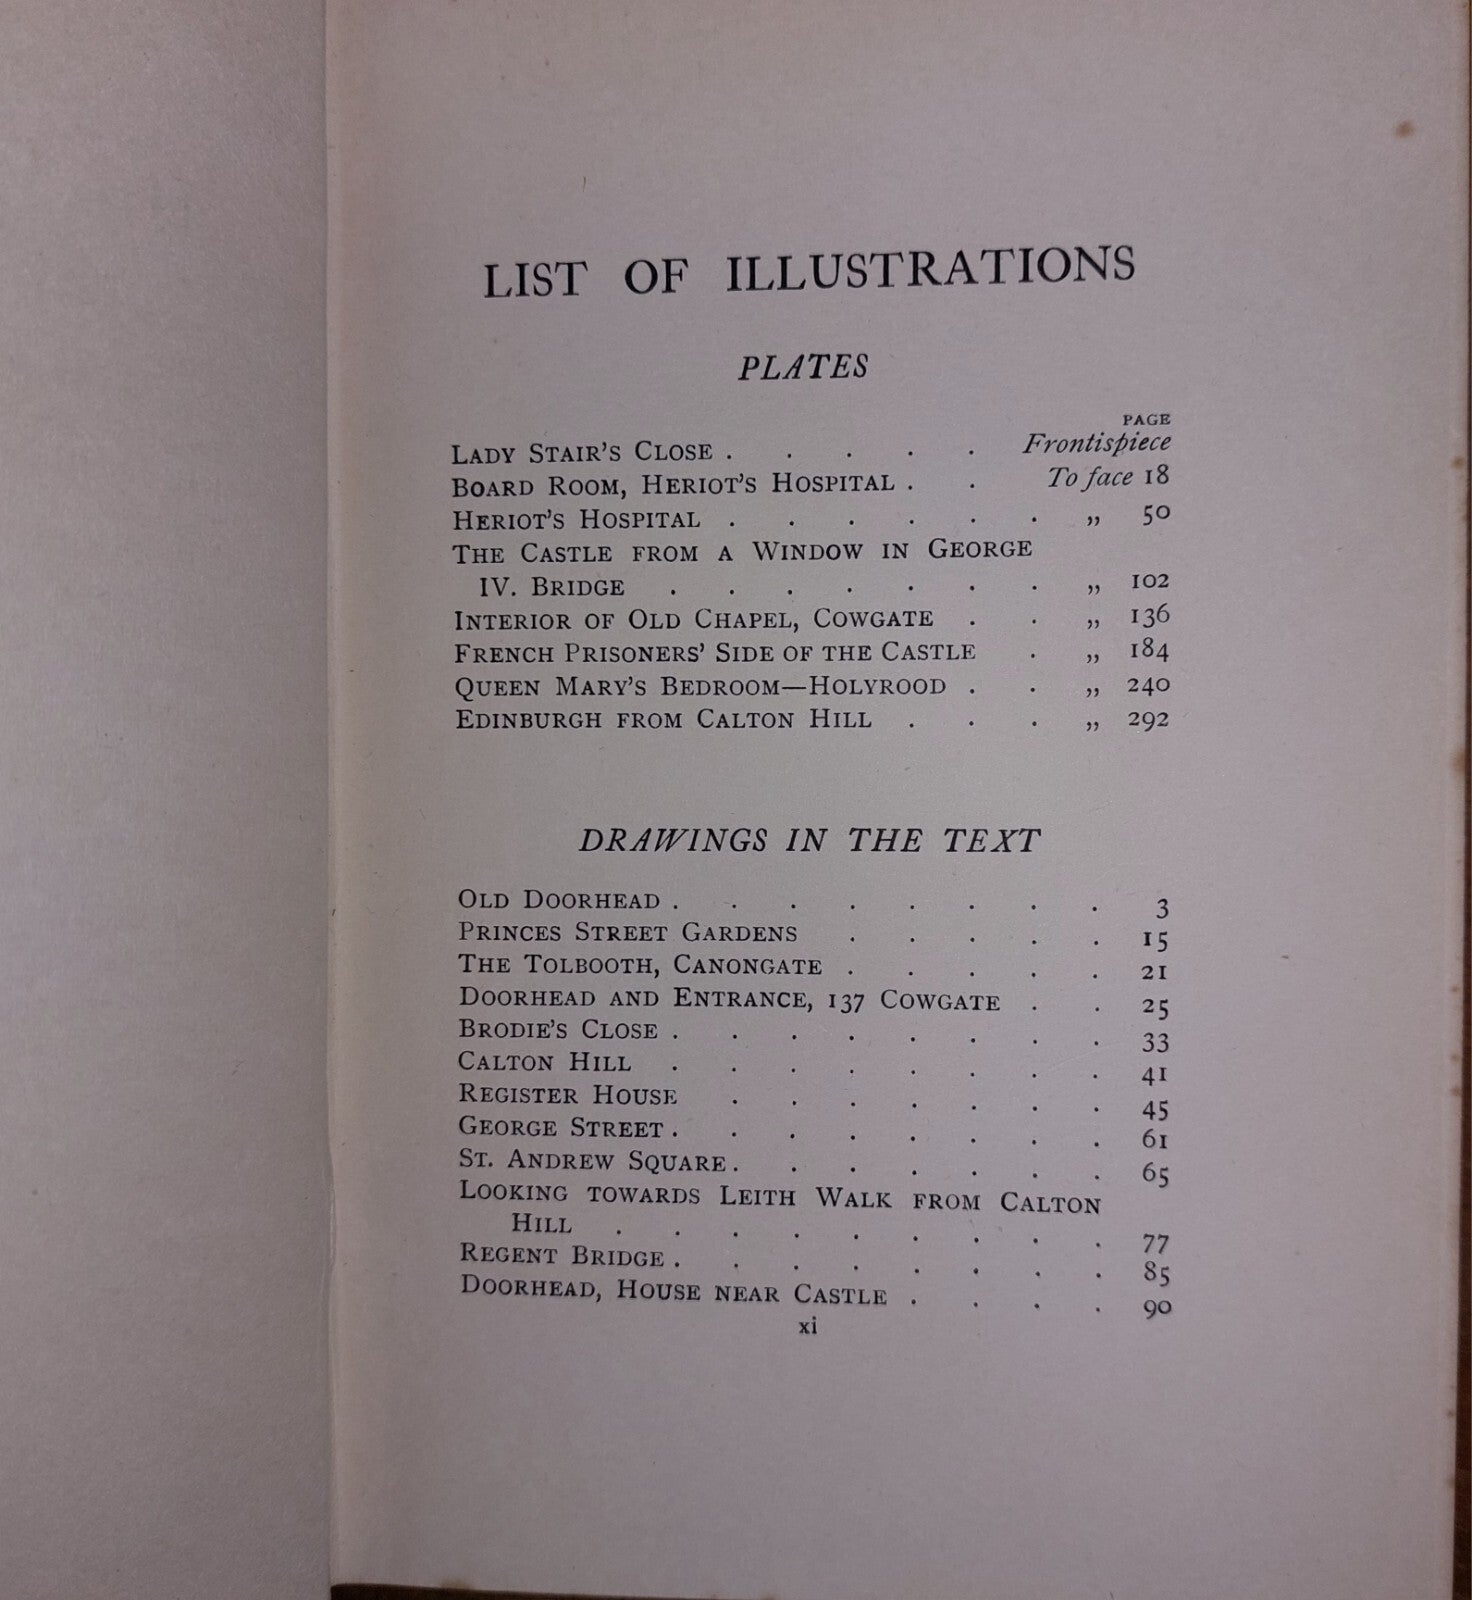 LIST OF ILLUSTRATIONS
PLATES
PAGE
LADY STAIR'S CLOSE . . . . . Frontispiece
BOARD ROOM, HERIOT'S HOSPITAL . . To face 18
HERIOT'S HOSPITAL . . . . . . „ 50
THE CASTLE FROM A WINDOW IN GEORGE
IV. BRIDGE . . . . . . . „ 102
INTERIOR OF OLD CHAPEL, COWGATE . . „ 136
FRENCH PRISONERS' SIDE OF THE CASTLE . „ 184
QUEEN MARY'S BEDROOM—HOLYROOD . . „ 240
EDINBURGH FROM CALTON HILL . . . „ 292
DRAWINGS IN THE TEXT
OLD DOORHEAD . . . . . . . . 3
PRINCES STREET GARDENS . . . . . 15
THE TOLBOOTH, CANONGATE . . . . . 21
DOORHEAD AND ENTRANCE, 137 COWGATE . . 25
BRODIE'S CLOSE . . . . . . . . 33
CALTON HILL . . . . . . . . 41
REGISTER HOUSE . . . . . . . 45
GEORGE STREET . . . . . . . . 61
ST. ANDREW SQUARE . . . . . . . 65
LOOKING TOWARDS LEITH WALK FROM CALTON
HILL . . . . . . . . . 77
REGENT BRIDGE . . . . . . . . 85
DOORHEAD, HOUSE NEAR CASTLE . . . . 90
xi